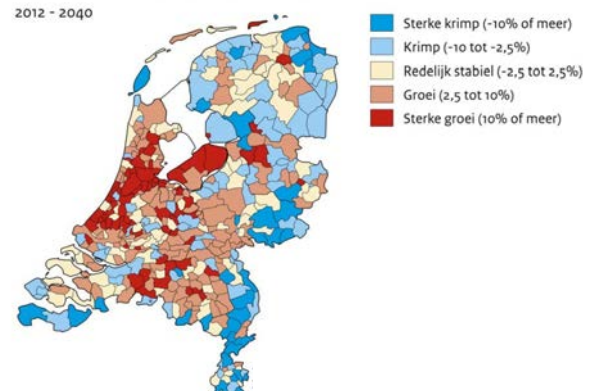 2012 - 2040
Sterke krimp (-10% of meer)
Krimp (-10 tot -2,5%)
Redelijk stabiel (-2,5 tot 2,5%)
Groei (2,5 tot 10%)
Sterke groei (10% of meer)